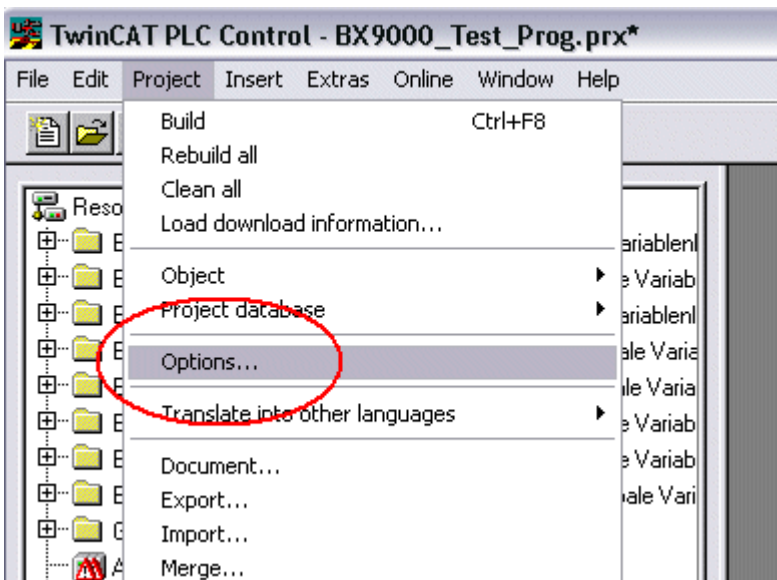 TwinCAT PLC Control - BX9000_Test_Prog.prx*
File Edit Project Insert Extras Online Window Help
Build Ctrl+F8
Rebuild all
Clean all
Load download information...
Object
Project database
Options...
Translate into other languages
Document...
Export...
Import...
Merge...